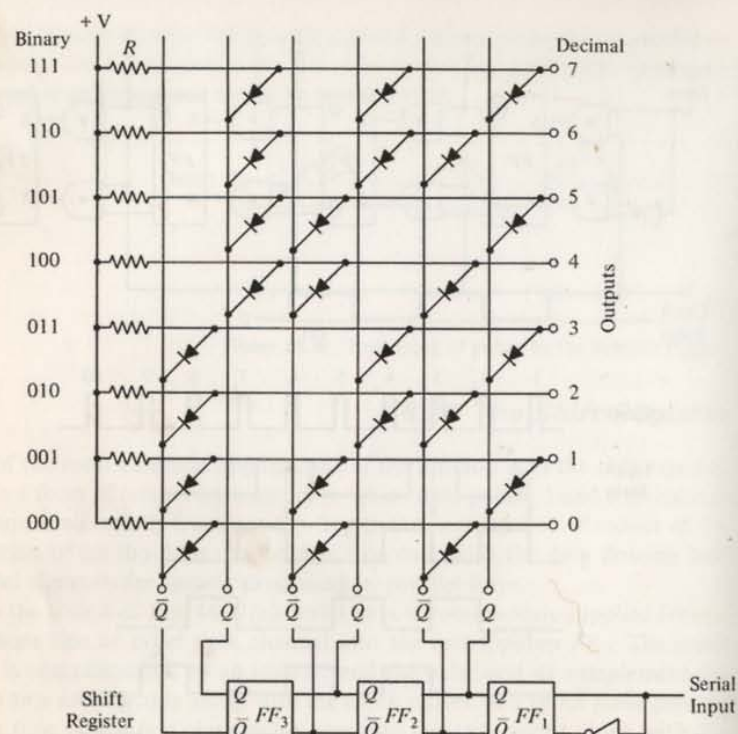 + V
Binary R Decimal
111 7
110 6
101 5
100 4
011 3
010 2
001 1
000 0
Outputs
Q̅ Q Q̅ Q Q̅ Q
Serial
Input
Shift
Register
Q Q Q
FF₃ FF₂ FF₁
Q̅ Q̅ Q̅